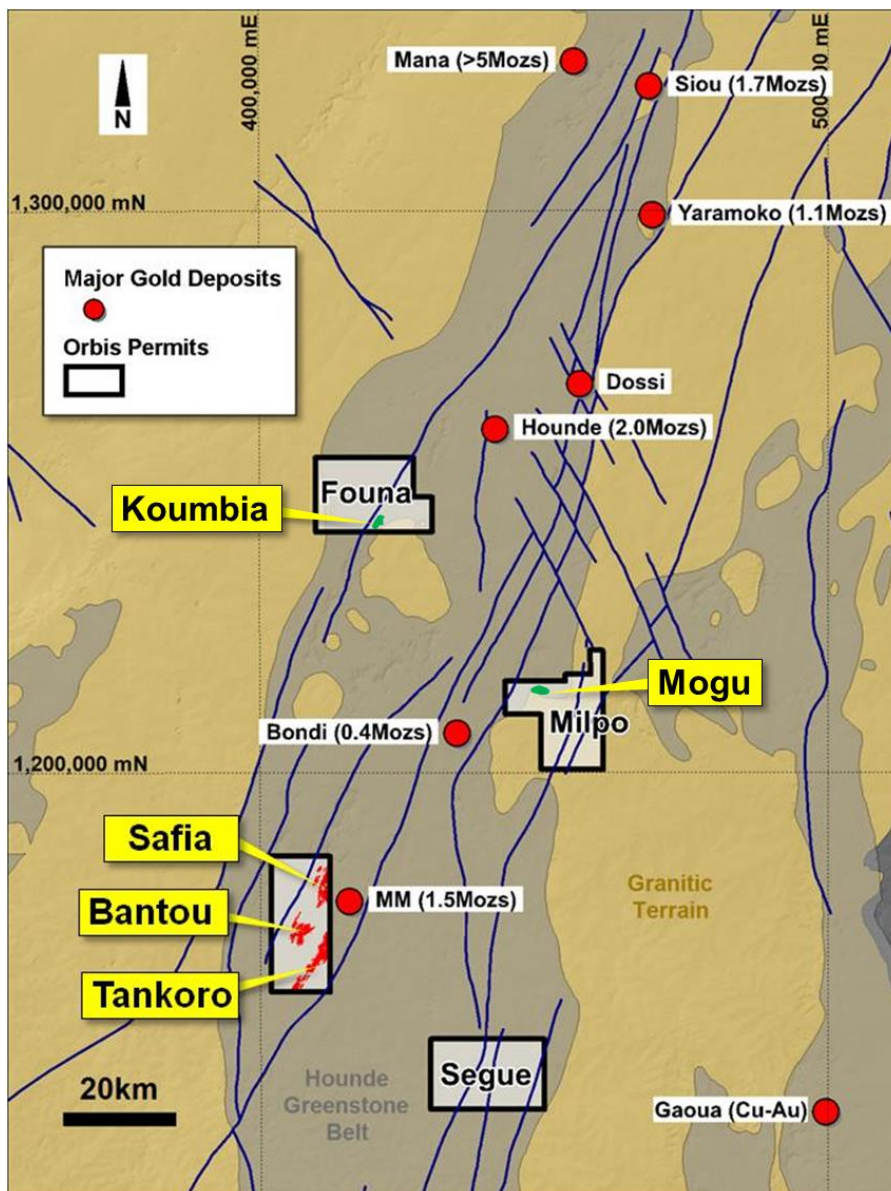 400,000 mE
500,000 mE
Mana (>5Mozs)
Siou (1.7Mozs)
N
1,300,000 mN
Yaramoko (1.1Mozs)
Major Gold Deposits
Orbis Permits
Dossi
Hounde (2.0Mozs)
Founa
Koumbia
Mogu
Milpo
Bondi (0.4Mozs)
1,200,000 mN
Safia
Granitic
Terrain
MM (1.5Mozs)
Bantou
Tankoro
Segue
20km
Hounde
Greenstone
Belt
Gaoua (Cu-Au)